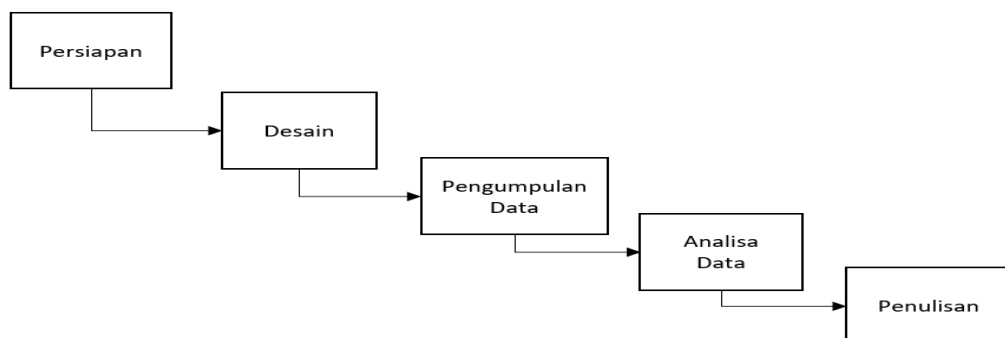 Persiapan
Desain
Pengumpulan
Data
Analisa
Data
Penulisan